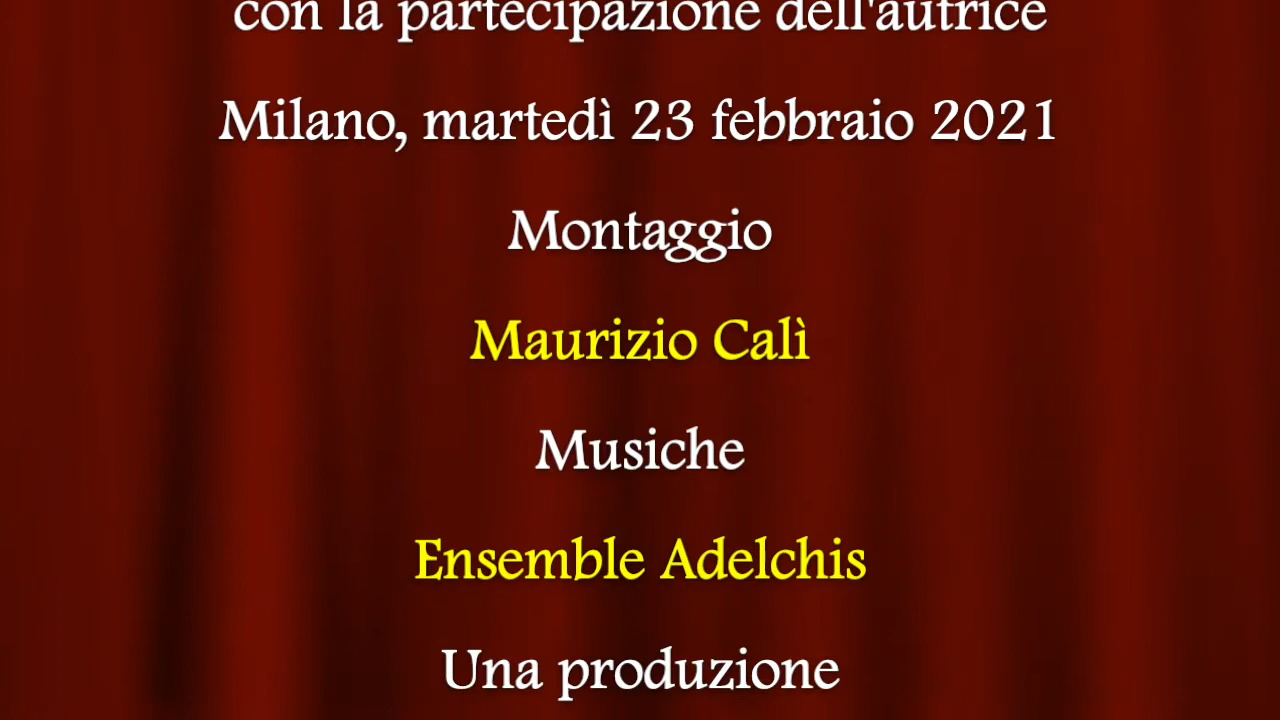 con la partecipazione dell'autrice
Milano, martedì 23 febbraio 2021
Montaggio
Maurizio Calì
Musiche
Ensemble Adelchis
Una produzione